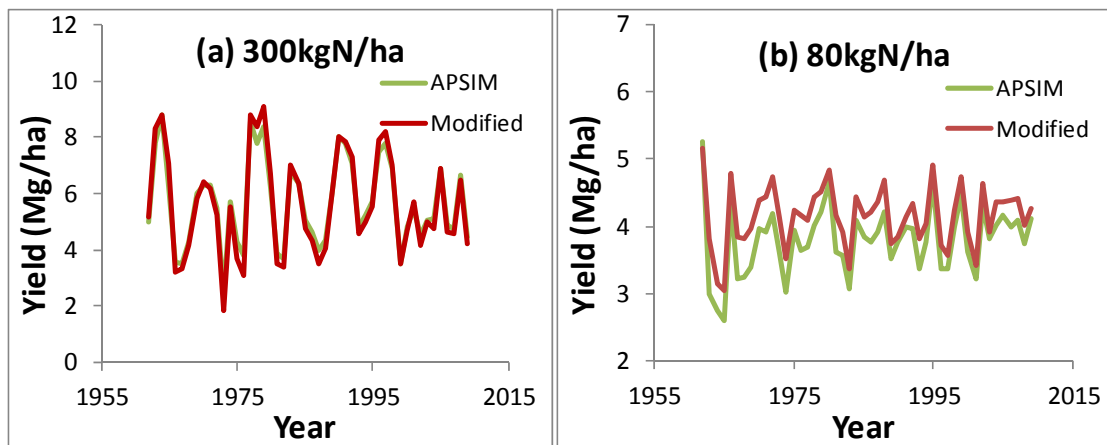 (a) 300kgN/ha
APSIM
Modified
Yield (Mg/ha)
12
10
8
6
4
2
0
1955
1975
1995
2015
Year
(b) 80kgN/ha
APSIM
Modified
Yield (Mg/ha)
7
6
5
4
3
2
1955
1975
1995
2015
Year